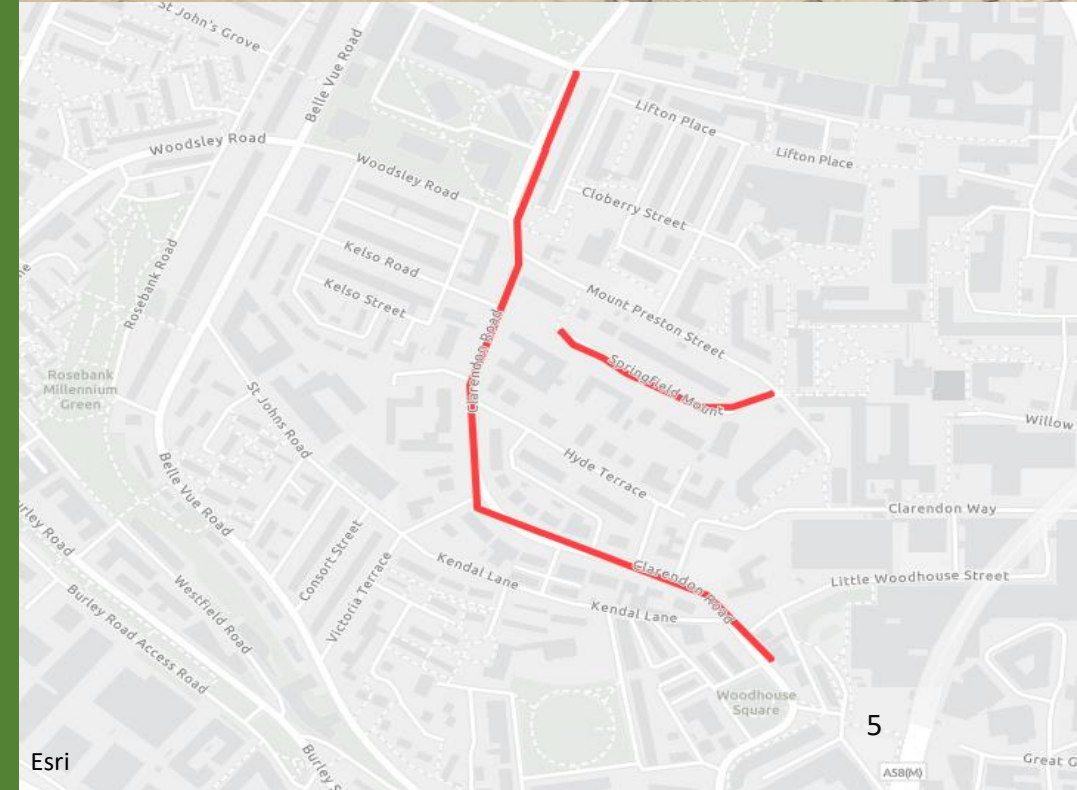 St John's Grove
Belle Vue Road
Woodsley Road
Woodsley Road
Lifton Place
Lifton Place
Cloberry Street
Kelso Road
Kelso Street
Rosebank Road
Mount Preston Street
Clarendon Road
Springfield Mount
Rosebank
Millennium
Green
St Johns Road
Willow
Hyde Terrace
Belle Vue Road
Clarendon Way
Consort Street
Victoria Terrace
Kendal Lane
Clarendon Road
Little Woodhouse Street
Kendal Lane
Westfield Road
Burley Road Access Road
Woodhouse
Square
5
Esri
A58(M)
Great G